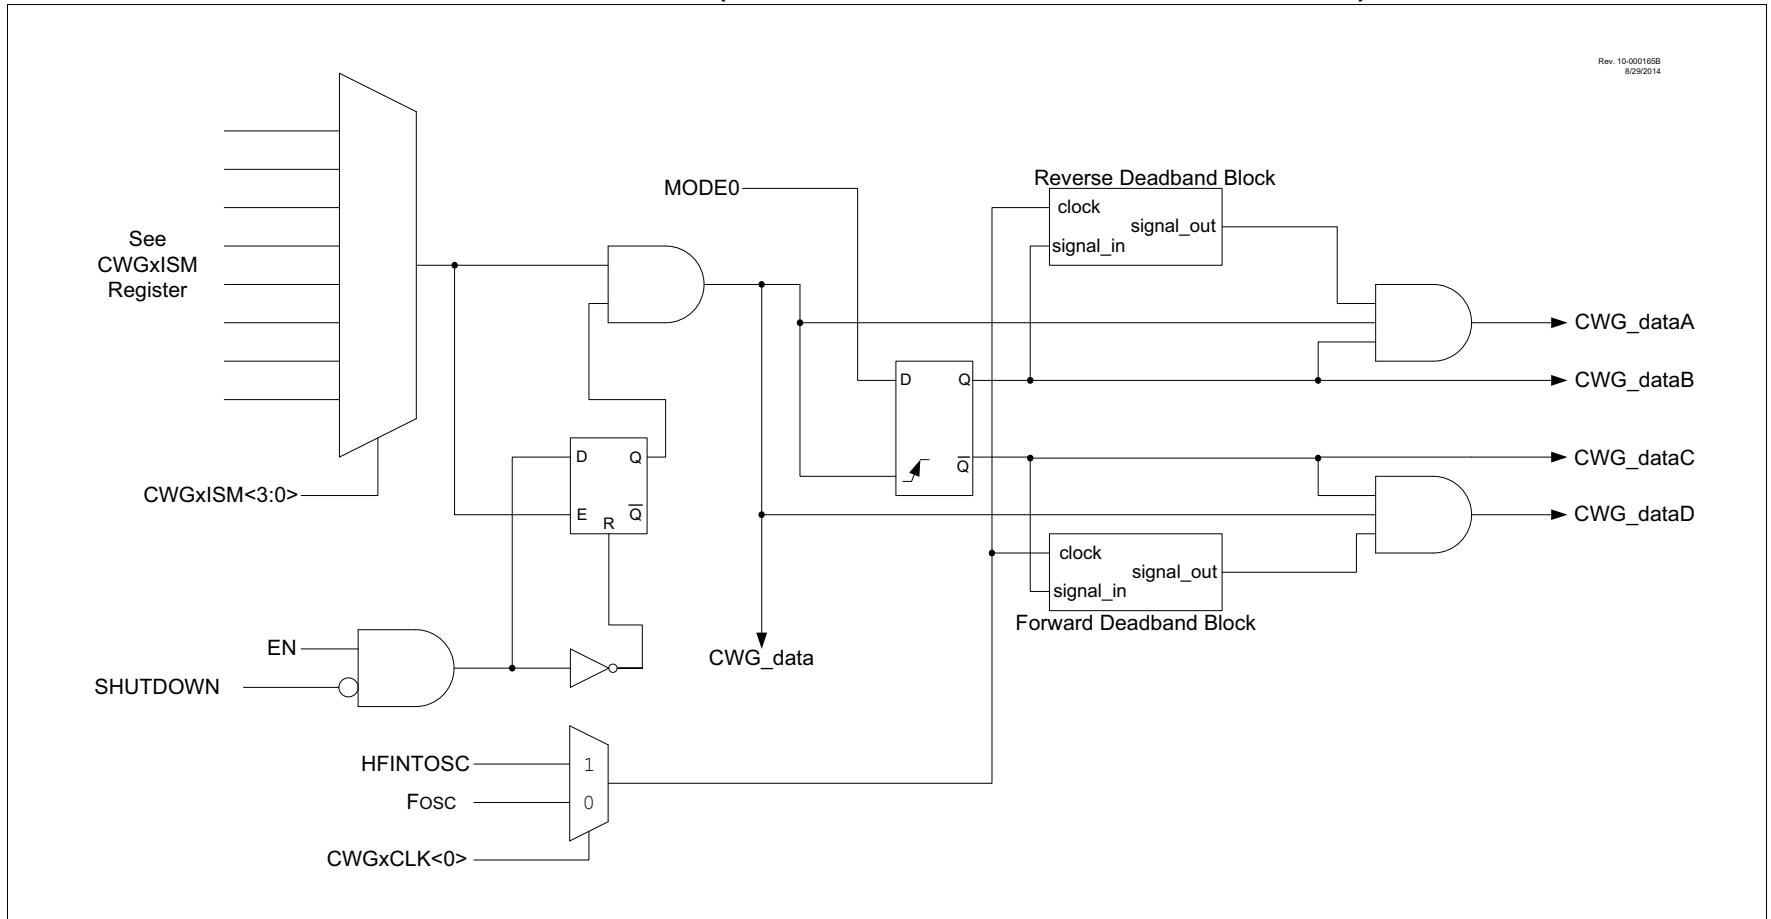 Rev. 10-000165B
8/29/2014
See
CWGxISM
Register
CWGxISM<3:0>
MODE0
Reverse Deadband Block
clock
signal_out
signal_in
CWG_dataA
D
Q
CWG_dataB
Q
CWG_dataC
CWG_dataD
D
Q
E
R
Q
clock
signal_out
signal_in
Forward Deadband Block
EN
SHUTDOWN
CWG_data
HFINTOSC
1
FOSC
0
CWGxCLK<0>